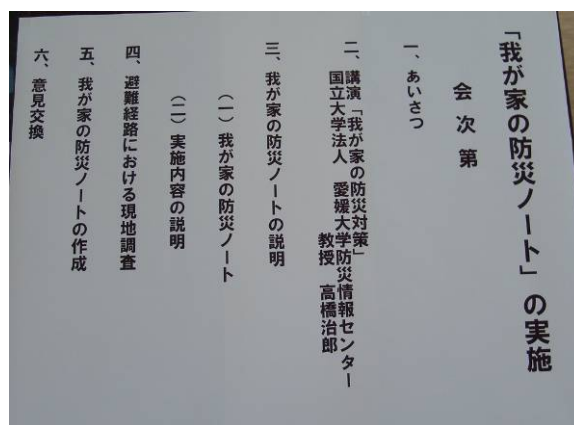 「我が家の防災ノート」の実施
会次第
一、あいさつ
二、講演「我が家の防災対策」
国立大学法人 愛媛大学防災情報センター
教授 高橋治郎
三、我が家の防災ノートの説明
(一)我が家の防災ノート
(二)実施内容の説明
四、避難経路における現地調査
五、我が家の防災ノートの作成
六、意見交換